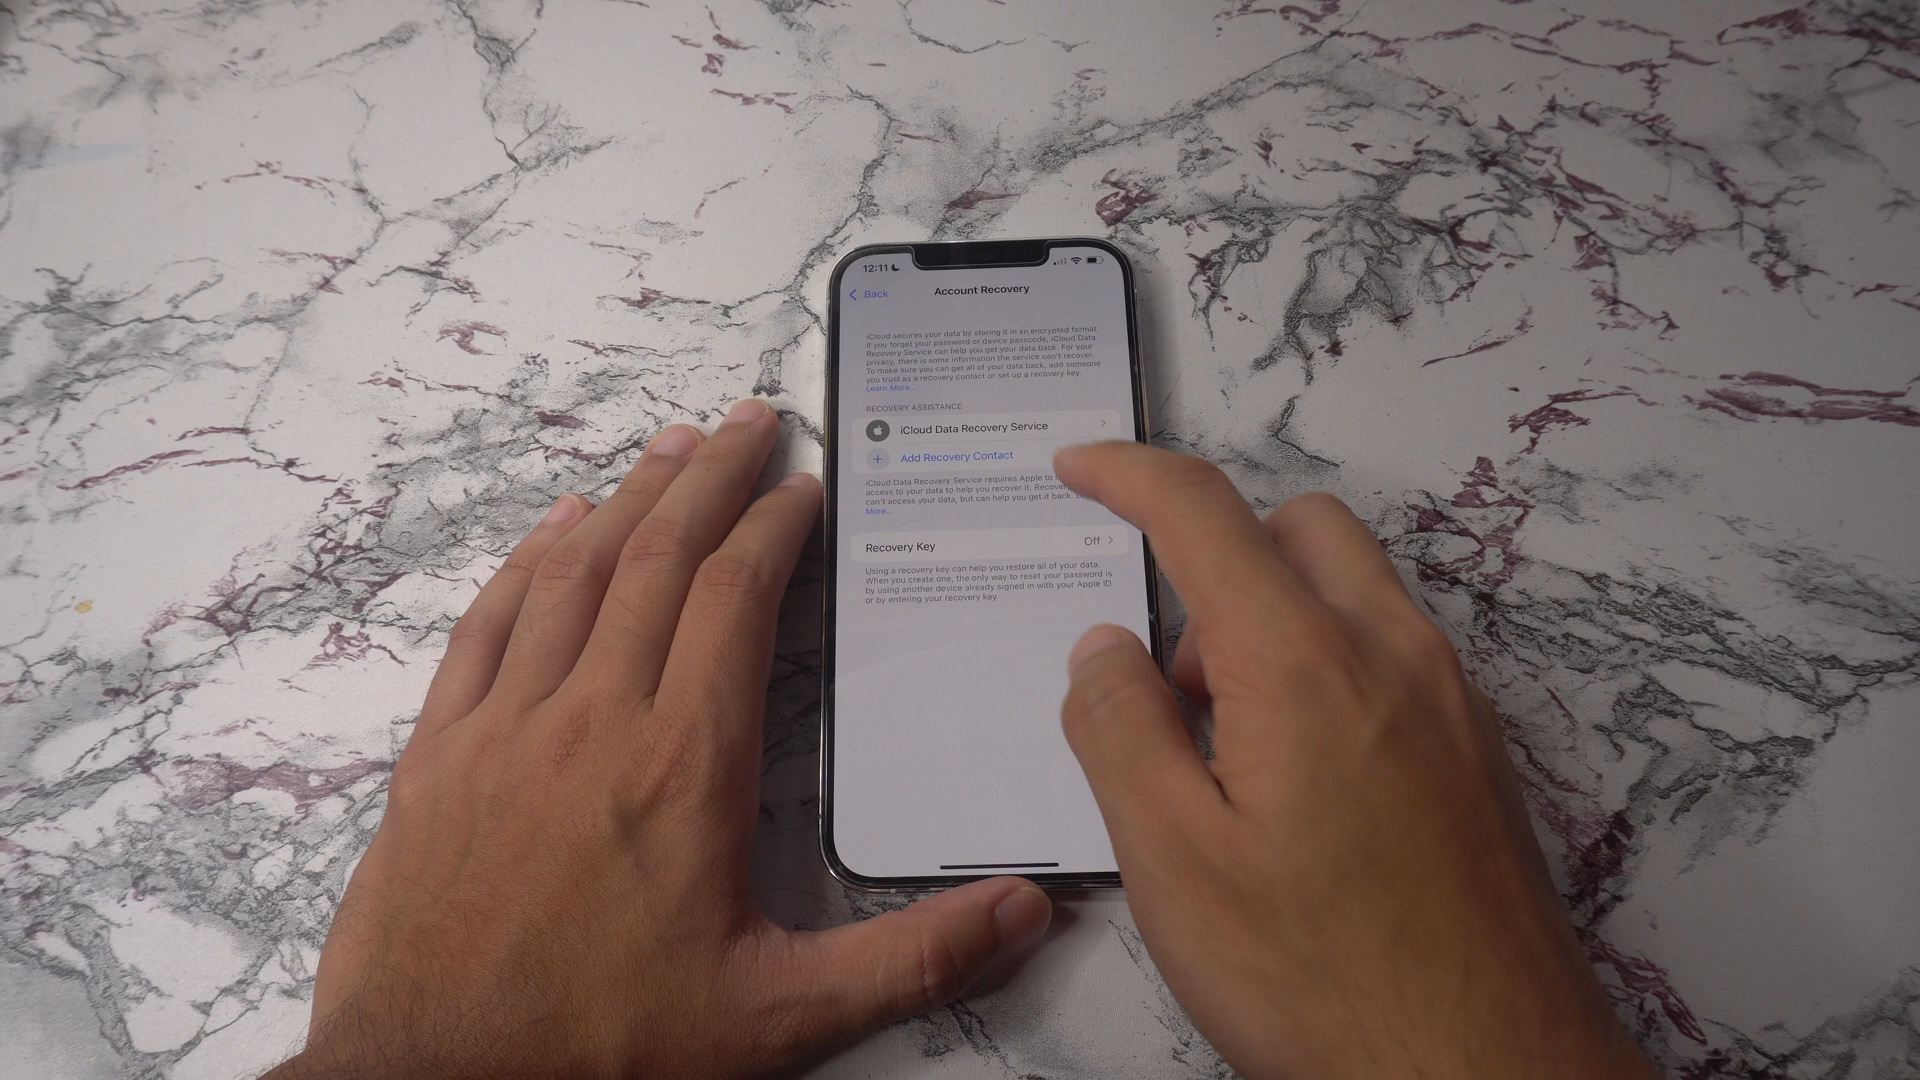 12:11
Back
Account Recovery
iCloud secures your data by storing it in an encrypted format.
If you forget your password or device passcode, iCloud Data
Recovery Service can help you get your data back. For your
privacy, there is some information the service can't recover.
To make sure you can get all of your data back, add someone
you trust as a recovery contact or set up a recovery key.
Learn More...
RECOVERY ASSISTANCE
iCloud Data Recovery Service
Add Recovery Contact
iCloud Data Recovery Service requires Apple to
access to your data to help you recover it.
can't access your data, but can help you get it back.
More...
Recovery Key
Off
Using a recovery key can help you restore all of your data.
When you create one, the only way to reset your password is
by using another device already signed in with your Apple ID
or by entering your recovery key.